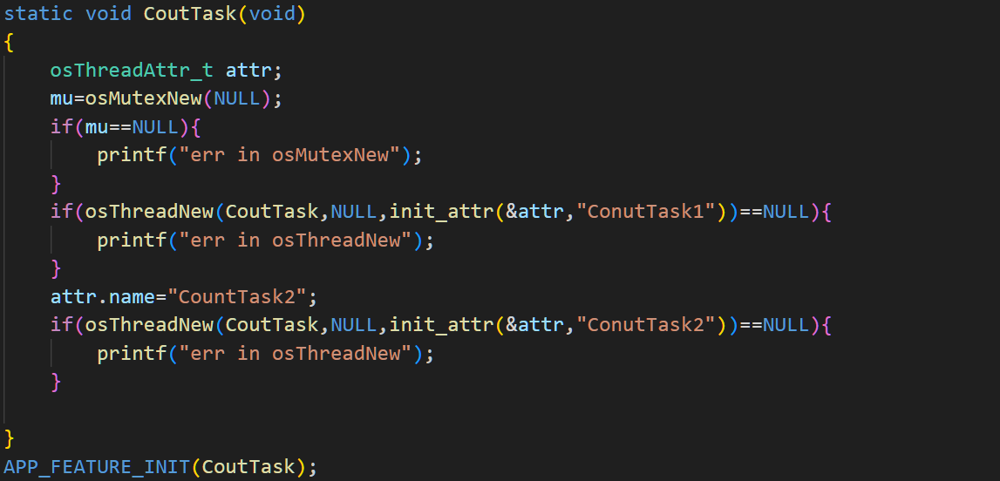 static void CoutTask(void)
{
    osThreadAttr_t attr;
    mu=osMutexNew(NULL);
    if(mu==NULL){
        printf("err in osMutexNew");
    }
    if(osThreadNew(CoutTask,NULL,init_attr(&attr,"ConutTask1"))==NULL){
        printf("err in osThreadNew");
    }
    attr.name="CountTask2";
    if(osThreadNew(CoutTask,NULL,init_attr(&attr,"ConutTask2"))==NULL){
        printf("err in osThreadNew");
    }
}
APP_FEATURE_INIT(CoutTask);